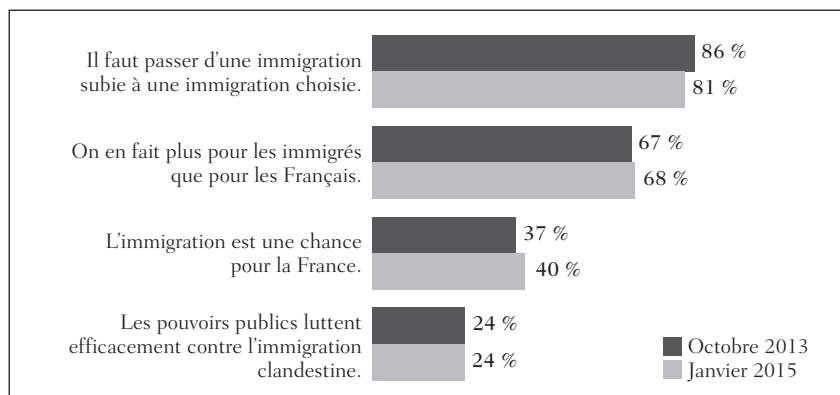 Il faut passer d'une immigration
subie à une immigration choisie.
86 %
81 %
On en fait plus pour les immigrés
que pour les Français.
67 %
68 %
L'immigration est une chance
pour la France.
37 %
40 %
Les pouvoirs publics luttent
efficacement contre l'immigration
clandestine.
24 %
24 %
Octobre 2013
Janvier 2015